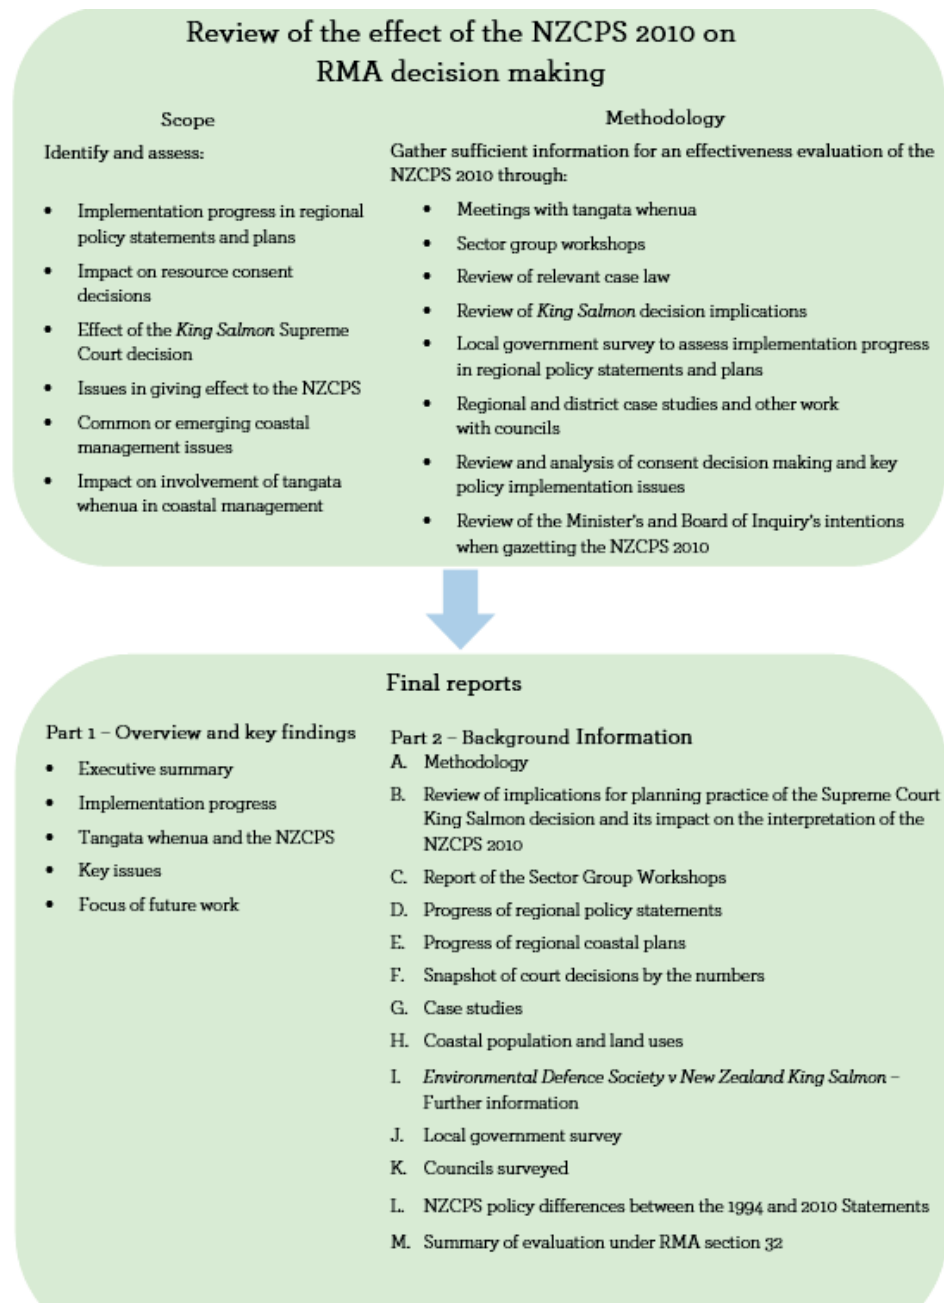 Review of the effect of the NZCPS 2010 on
RMA decision making
Scope
Identify and assess:
• Implementation progress in regional
policy statements and plans
• Impact on resource consent
decisions
• Effect of the King Salmon Supreme
Court decision
• Issues in giving effect to the NZCPS
• Common or emerging coastal
management issues
• Impact on involvement of tangata
whenua in coastal management
Methodology
Gather sufficient information for an effectiveness evaluation of the
NZCPS 2010 through:
• Meetings with tangata whenua
• Sector group workshops
• Review of relevant case law
• Review of King Salmon decision implications
• Local government survey to assess implementation progress
in regional policy statements and plans
• Regional and district case studies and other work
with councils
• Review and analysis of consent decision making and key
policy implementation issues
• Review of the Minister's and Board of Inquiry's intentions
when gazetting the NZCPS 2010
Final reports
Part 1 – Overview and key findings
• Executive summary
• Implementation progress
• Tangata whenua and the NZCPS
• Key issues
• Focus of future work
Part 2 – Background Information
A. Methodology
B. Review of implications for planning practice of the Supreme Court
King Salmon decision and its impact on the interpretation of the
NZCPS 2010
C. Report of the Sector Group Workshops
D. Progress of regional policy statements
E. Progress of regional coastal plans
F. Snapshot of court decisions by the numbers
G. Case studies
H. Coastal population and land uses
I. Environmental Defence Society v New Zealand King Salmon –
Further information
J. Local government survey
K. Councils surveyed
L. NZCPS policy differences between the 1994 and 2010 Statements
M. Summary of evaluation under RMA section 32